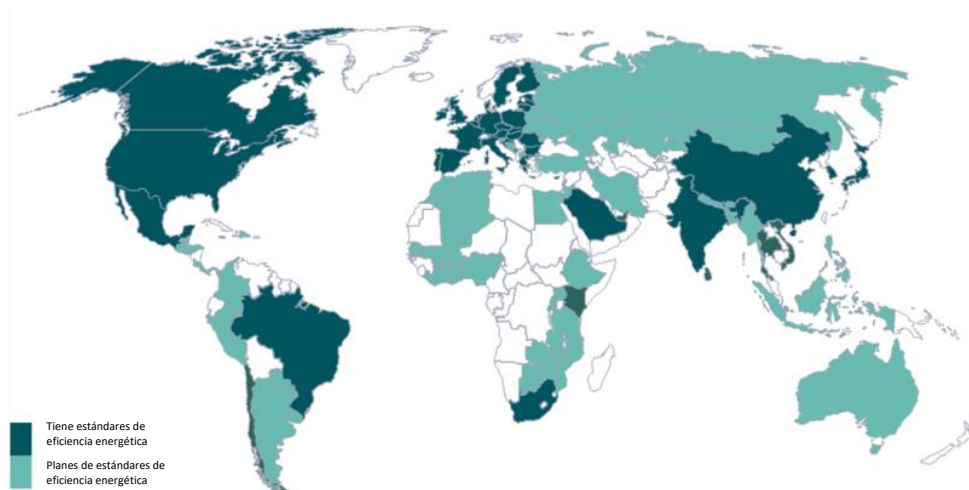 Tiene estándares de
eficiencia energética
Planes de estándares de
eficiencia energética